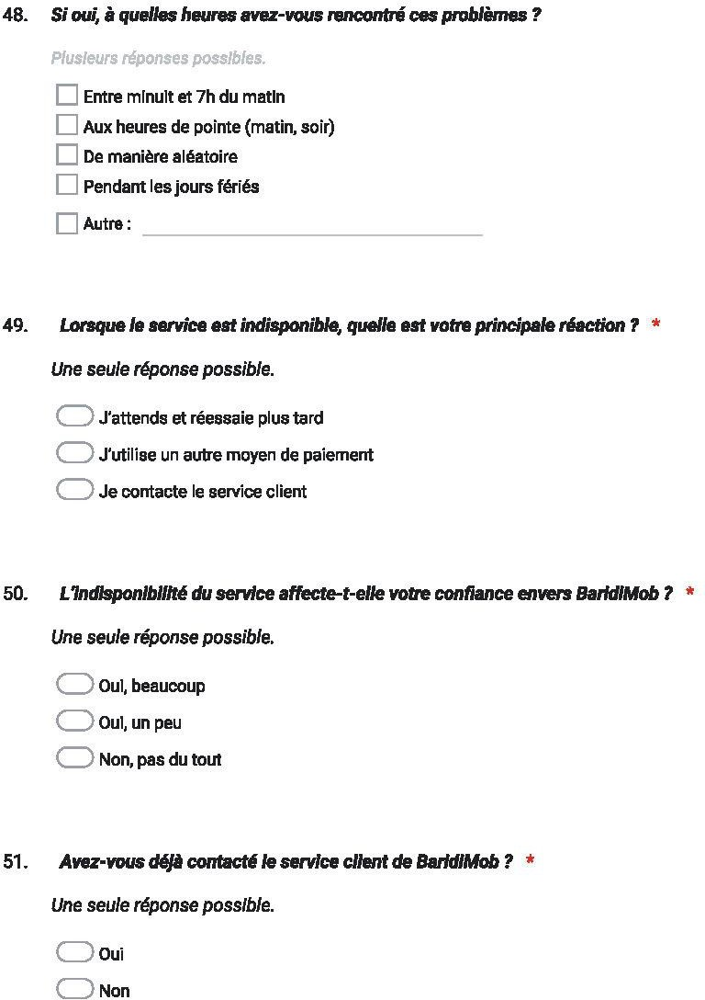 48. Si oui, à quelles heures avez-vous rencontré ces problèmes ?
Plusieurs réponses possibles.
Entre minuit et 7h du matin
Aux heures de pointe (matin, soir)
De manière aléatoire
Pendant les jours fériés
Autre :
49. Lorsque le service est indisponible, quelle est votre principale réaction ? *
Une seule réponse possible.
J'attends et réessaie plus tard
J'utilise un autre moyen de paiement
Je contacte le service client
50. L'indisponibilité du service affecte-t-elle votre confiance envers BaridiMob ? *
Une seule réponse possible.
Oui, beaucoup
Oui, un peu
Non, pas du tout
51. Avez-vous déjà contacté le service client de BaridiMob ? *
Une seule réponse possible.
Oui
Non